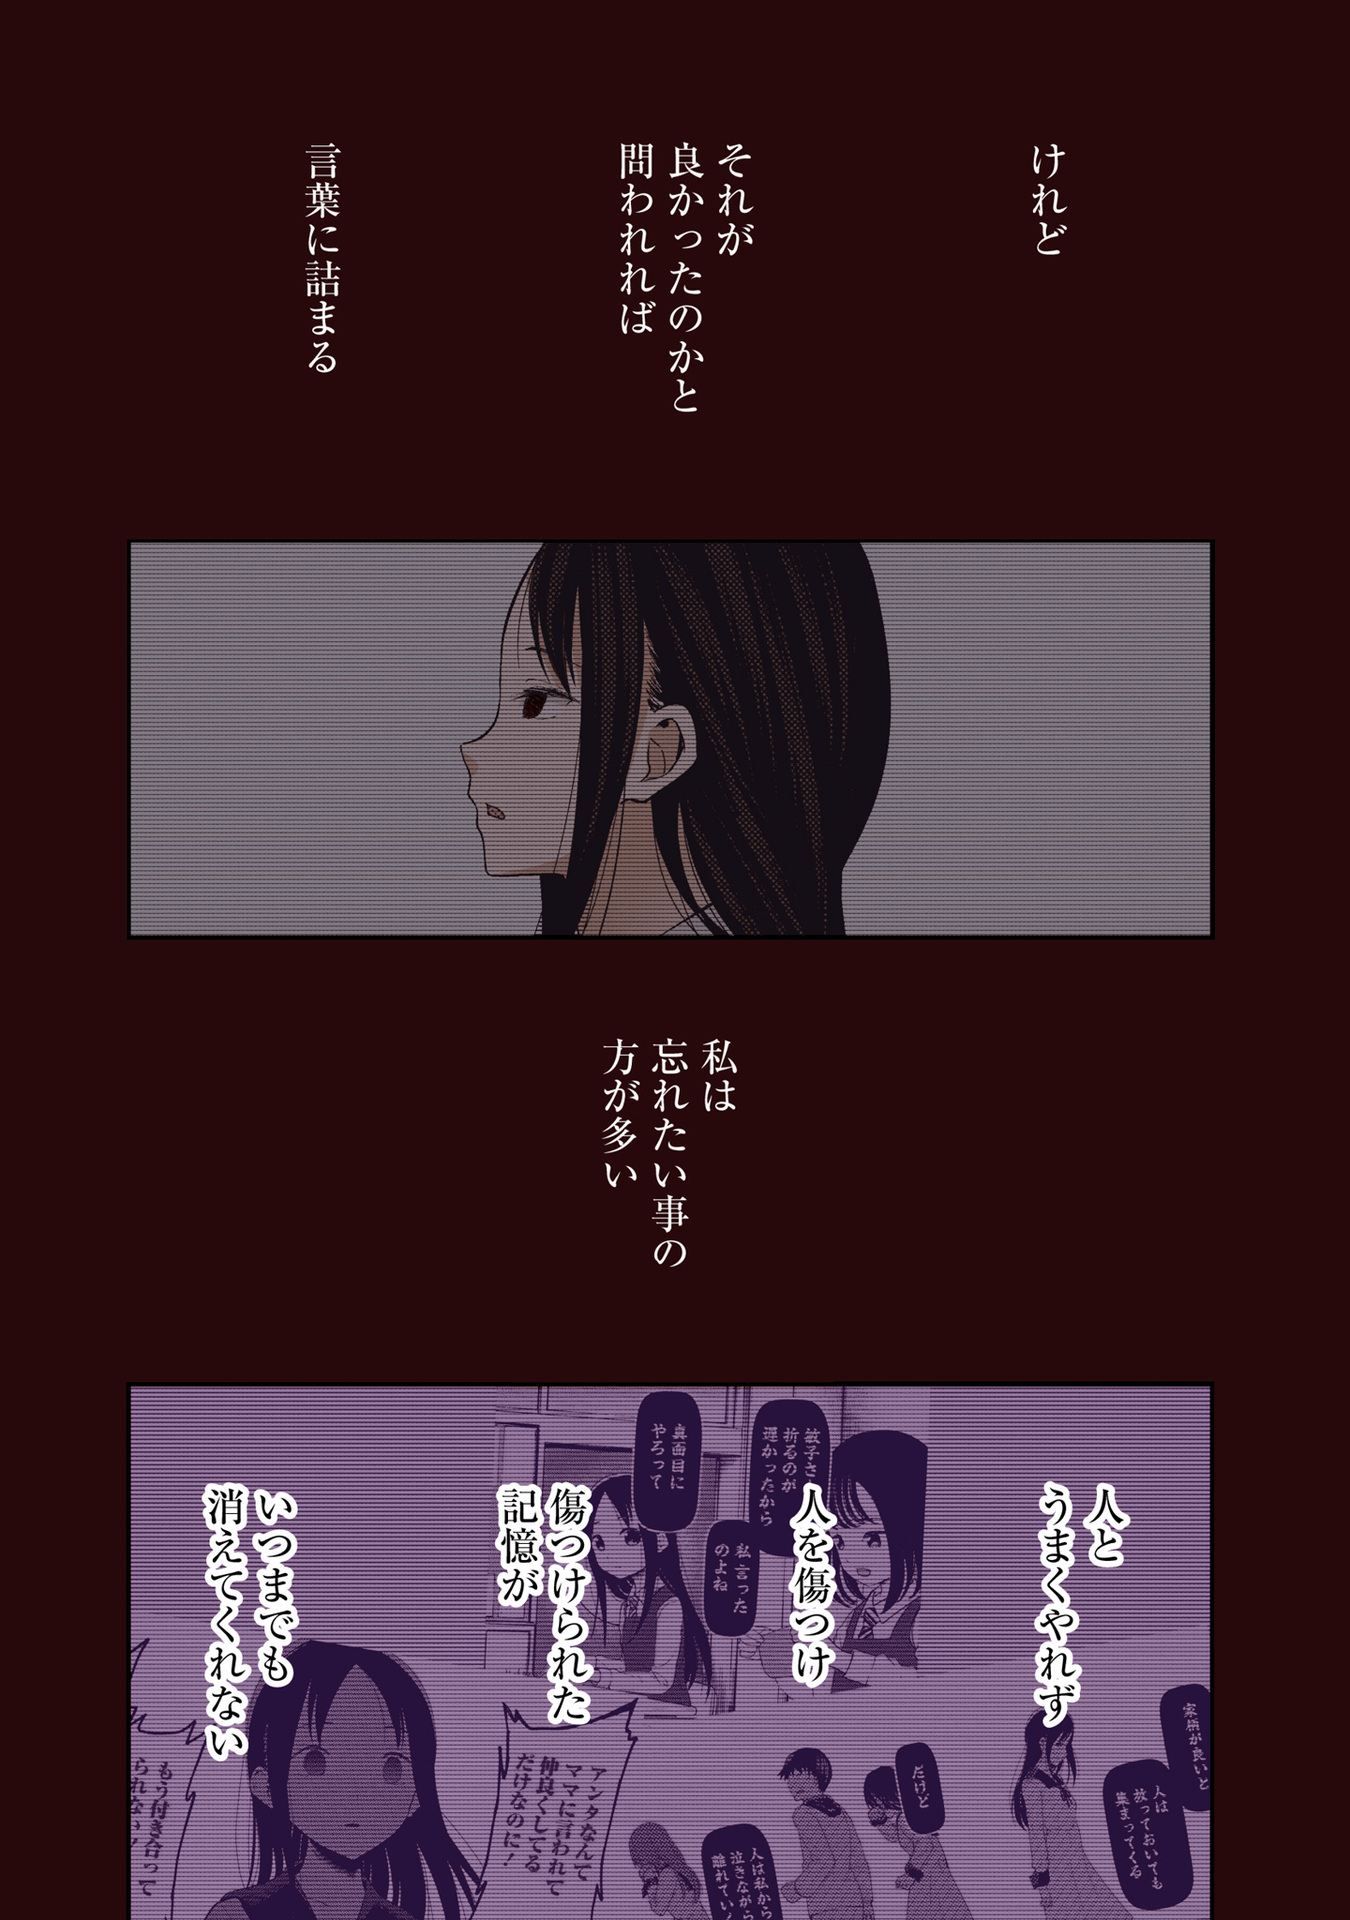 けれど
それが
良かったのかと
問われれば
言葉に詰まる
私は
忘れたい事の
方が多い
人と
うまくやれず
人を傷つけ
傷つけられた
記憶が
いつまでも
消えてくれない
敏子さ
折るのが
遅かったから
私言った
のよね
真面目に
やろって
家柄が良いと
人は
放っておいても
集まってくる
だけど
人は私から
泣きながら
離れてい
アンタなんて
ママに言われて
仲良くしてる
だけなのに！
もう付き合って
られない！